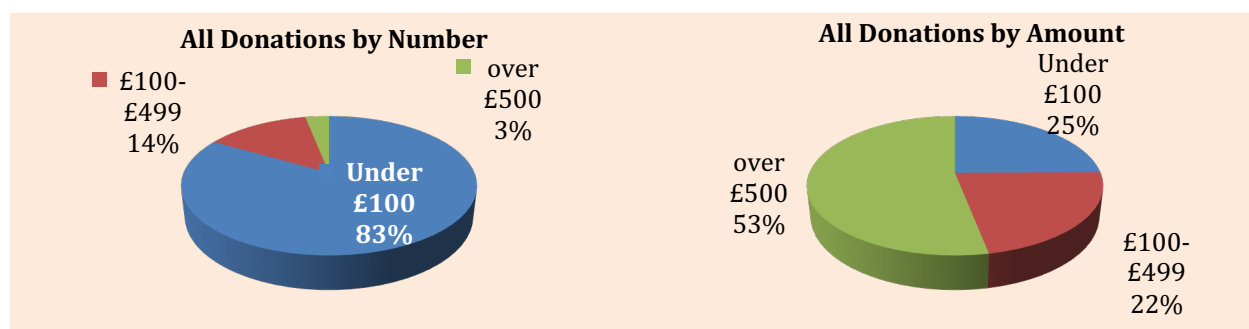 All Donations by Number
£100-
£499
14%
over
£500
3%
Under
£100
83%
All Donations by Amount
Under
£100
25%
over
£500
53%
£100-
£499
22%